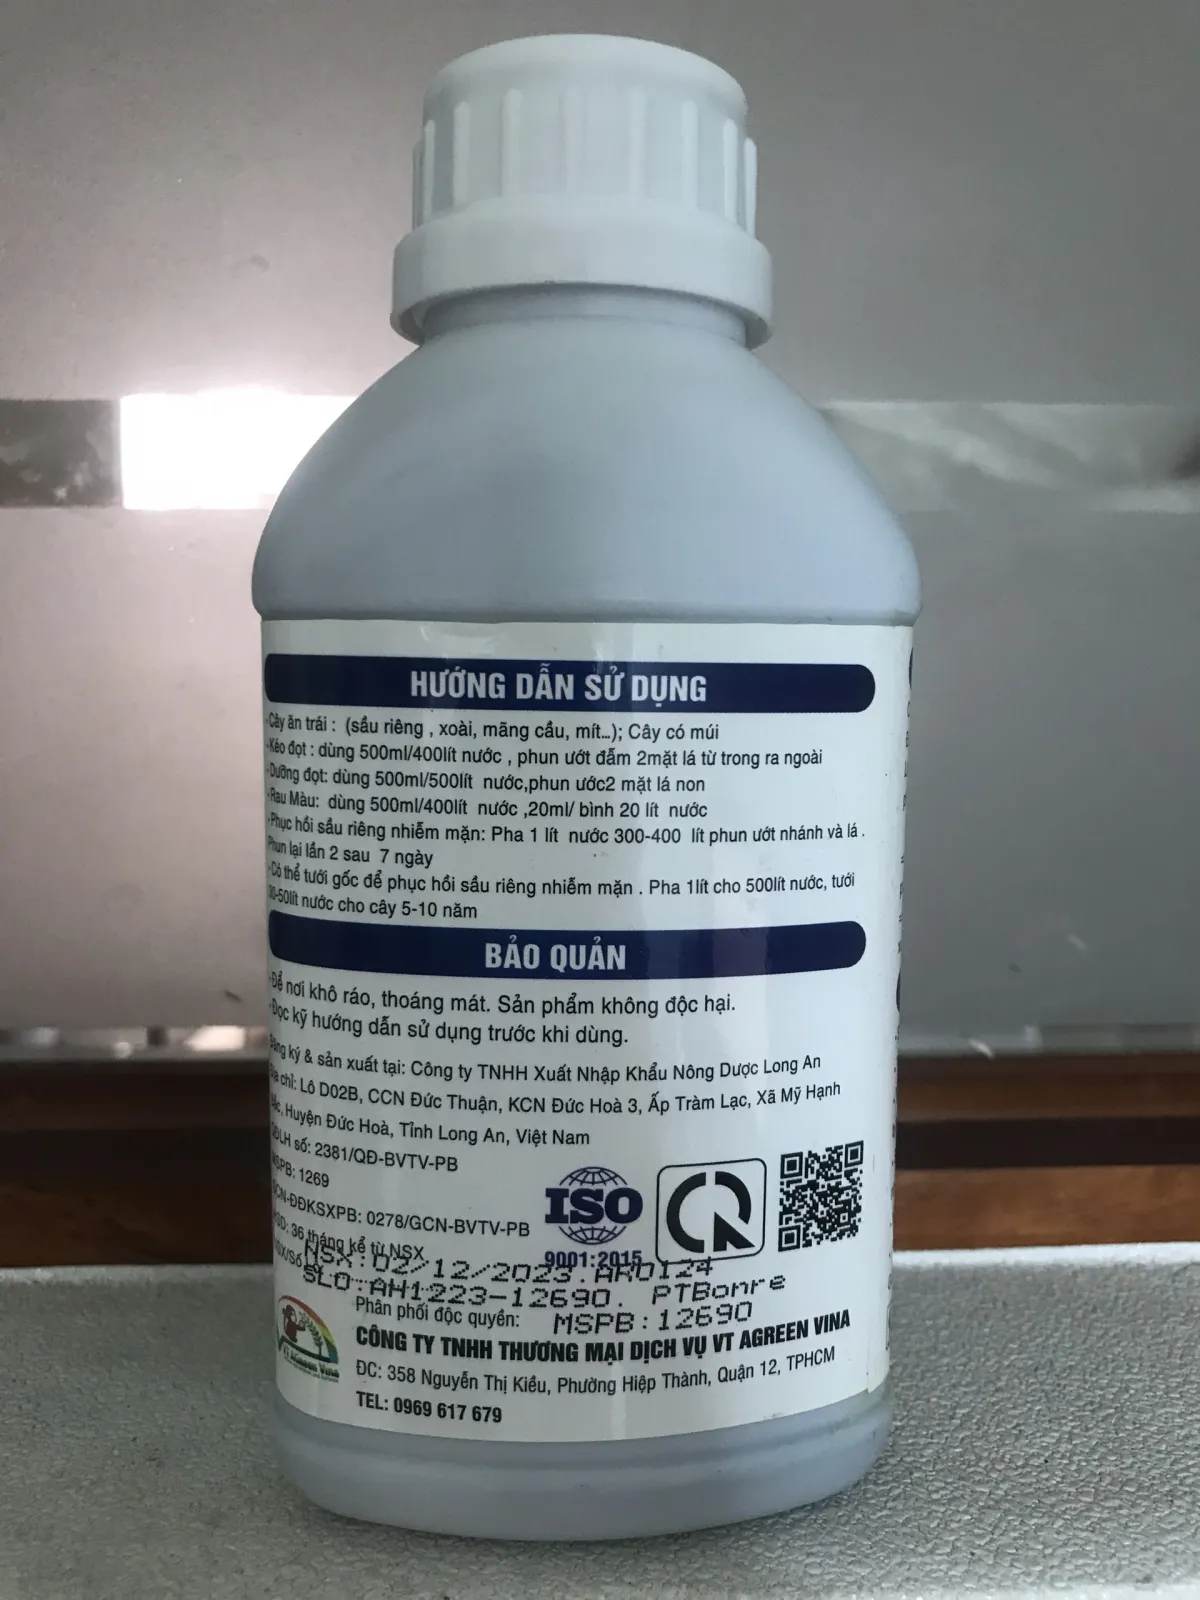 HƯỚNG DẪN SỬ DỤNG
-Cây ăn trái : (sầu riêng , xoài, mãng cầu, mít...); Cây có múi
-Kéo đọt : dùng 500ml/400lít nước , phun ướt đẫm 2mặt lá từ trong ra ngoài
-Dưỡng đọt: dùng 500ml/500lít nước,phun ước2 mặt lá non
-Rau Màu: dùng 500ml/400lít nước ,20ml/ bình 20 lít nước
-Phục hồi sầu riêng nhiễm mặn: Pha 1 lít nước 300-400 lít phun ướt nhánh và lá .
Phun lại lần 2 sau 7 ngày
-Có thể tưới gốc để phục hồi sầu riêng nhiễm mặn . Pha 1lít cho 500lít nước, tưới
30-50lít nước cho cây 5-10 năm
BẢO QUẢN
-Để nơi khô ráo, thoáng mát. Sản phẩm không độc hại.
-Đọc kỹ hướng dẫn sử dụng trước khi dùng.
Đăng ký & sản xuất tại: Công ty TNHH Xuất Nhập Khẩu Nông Dược Long An
Địa chỉ: Lô D02B, CCN Đức Thuận, KCN Đức Hoà 3, Ấp Tràm Lạc, Xã Mỹ Hạnh
Bắc, Huyện Đức Hoà, Tỉnh Long An, Việt Nam
QĐLH số: 2381/QĐ-BVTV-PB
MSPB: 1269
GCN-ĐĐKSXPB: 0278/GCN-BVTV-PB
HSD: 36 tháng kể từ NSX
NSX/Số lô
ISO
9001:2015
NSX:02/12/2023.AR0124
SLO:AH1223-12690. PTBonre
MSPB:12690
Phân phối độc quyền:
CÔNG TY TNHH THƯƠNG MẠI DỊCH VỤ VT AGREEN VINA
VT AGreen Vina
ĐC: 358 Nguyễn Thị Kiều, Phường Hiệp Thành, Quận 12, TPHCM
TEL: 0969 617 679